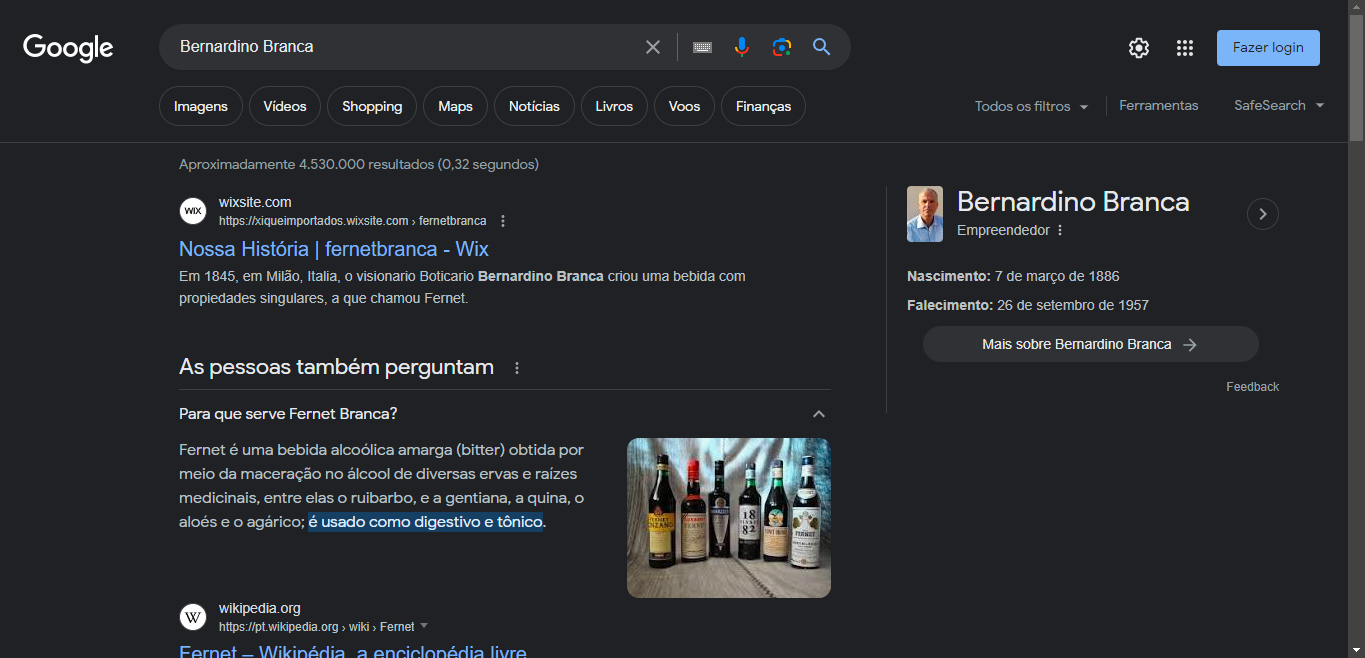 Google
Bernardino Branca
Fazer login
Imagens
Vídeos
Shopping
Maps
Notícias
Livros
Voos
Finanças
Todos os filtros
Ferramentas
SafeSearch
Aproximadamente 4.530.000 resultados (0,32 segundos)
WIX
wixsite.com
https://xiqueimportados.wixsite.com › fernetbranca
Nossa História | fernetbranca - Wix
Em 1845, em Milão, Italia, o visionario Boticario Bernardino Branca criou uma bebida com
propiedades singulares, a que chamou Fernet.
As pessoas também perguntam
Para que serve Fernet Branca?
Fernet é uma bebida alcoólica amarga (bitter) obtida por
meio da maceração no álcool de diversas ervas e raízes
medicinais, entre elas o ruibarbo, e a gentiana, a quina, o
aloés e o agárico; é usado como digestivo e tônico.
FERNET
FERNET
18
82
FERNET
W
wikipedia.org
https://pt.wikipedia.org › wiki › Fernet
Fernet – Wikipédia, a enciclopédia livre
Bernardino Branca
Empreendedor
Nascimento: 7 de março de 1886
Falecimento: 26 de setembro de 1957
Mais sobre Bernardino Branca
Feedback